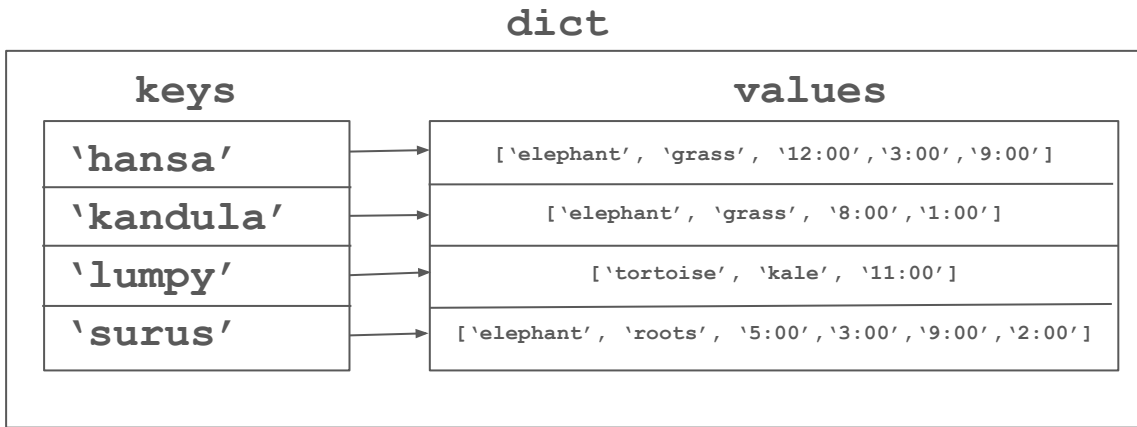 dict
keys
values
‘hansa’
[‘elephant’, ‘grass’, ‘12:00’,‘3:00’,‘9:00’]
‘kandula’
[‘elephant’, ‘grass’, ‘8:00’,‘1:00’]
‘lumpy’
[‘tortoise’, ‘kale’, ‘11:00’]
‘surus’
[‘elephant’, ‘roots’, ‘5:00’,‘3:00’,‘9:00’,‘2:00’]